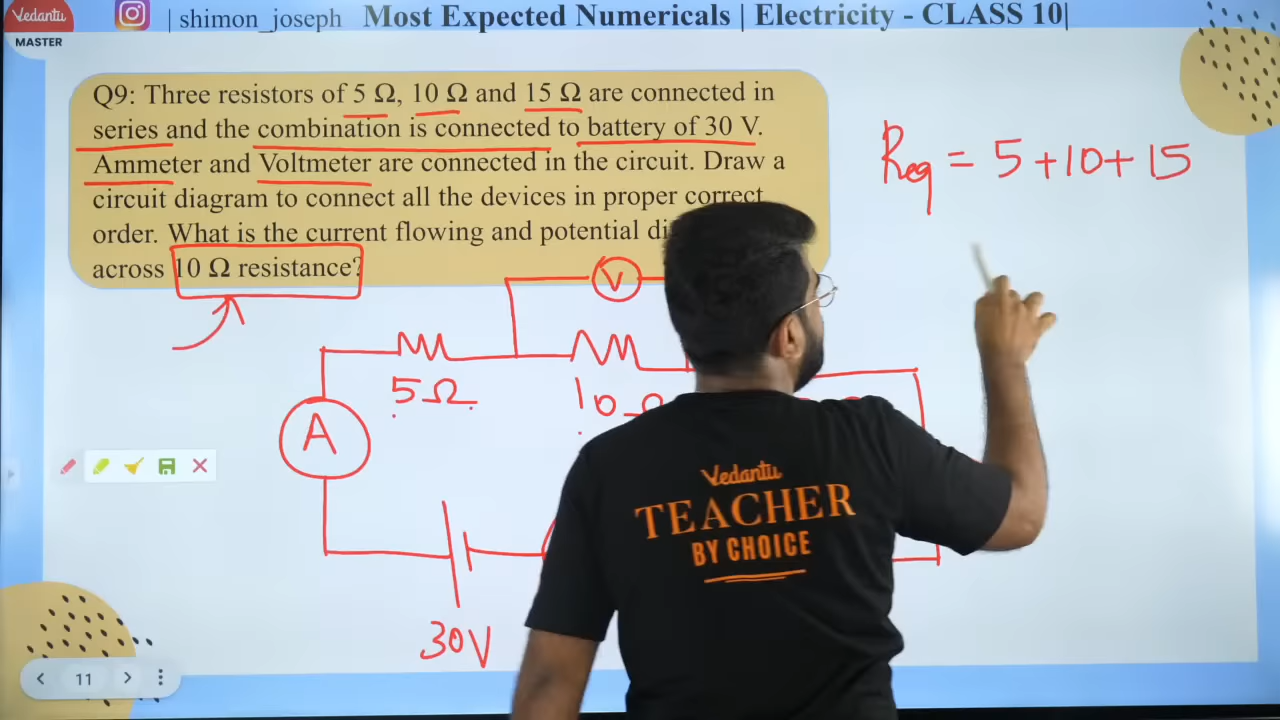 Vedantu
MASTER
| shimon_joseph
Most Expected Numericals | Electricity - CLASS 10|
Q9: Three resistors of 5 Ω, 10 Ω and 15 Ω are connected in
series and the combination is connected to battery of 30 V.
Ammeter and Voltmeter are connected in the circuit. Draw a
circuit diagram to connect all the devices in proper correct
order. What is the current flowing and potential
across 10 Ω resistance?
Req = 5+10+15
V
5Ω
10Ω
A
30V
Vedantu
TEACHER
BY CHOICE
11